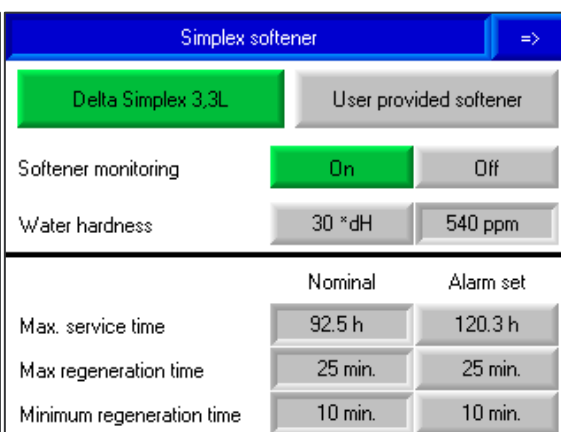 Simplex softener =>
Delta Simplex 3,3L User provided softener
Softener monitoring On Off
Water hardness 30 *dH 540 ppm
Nominal Alarm set
Max. service time 92.5 h 120.3 h
Max regeneration time 25 min. 25 min.
Minimum regeneration time 10 min. 10 min.